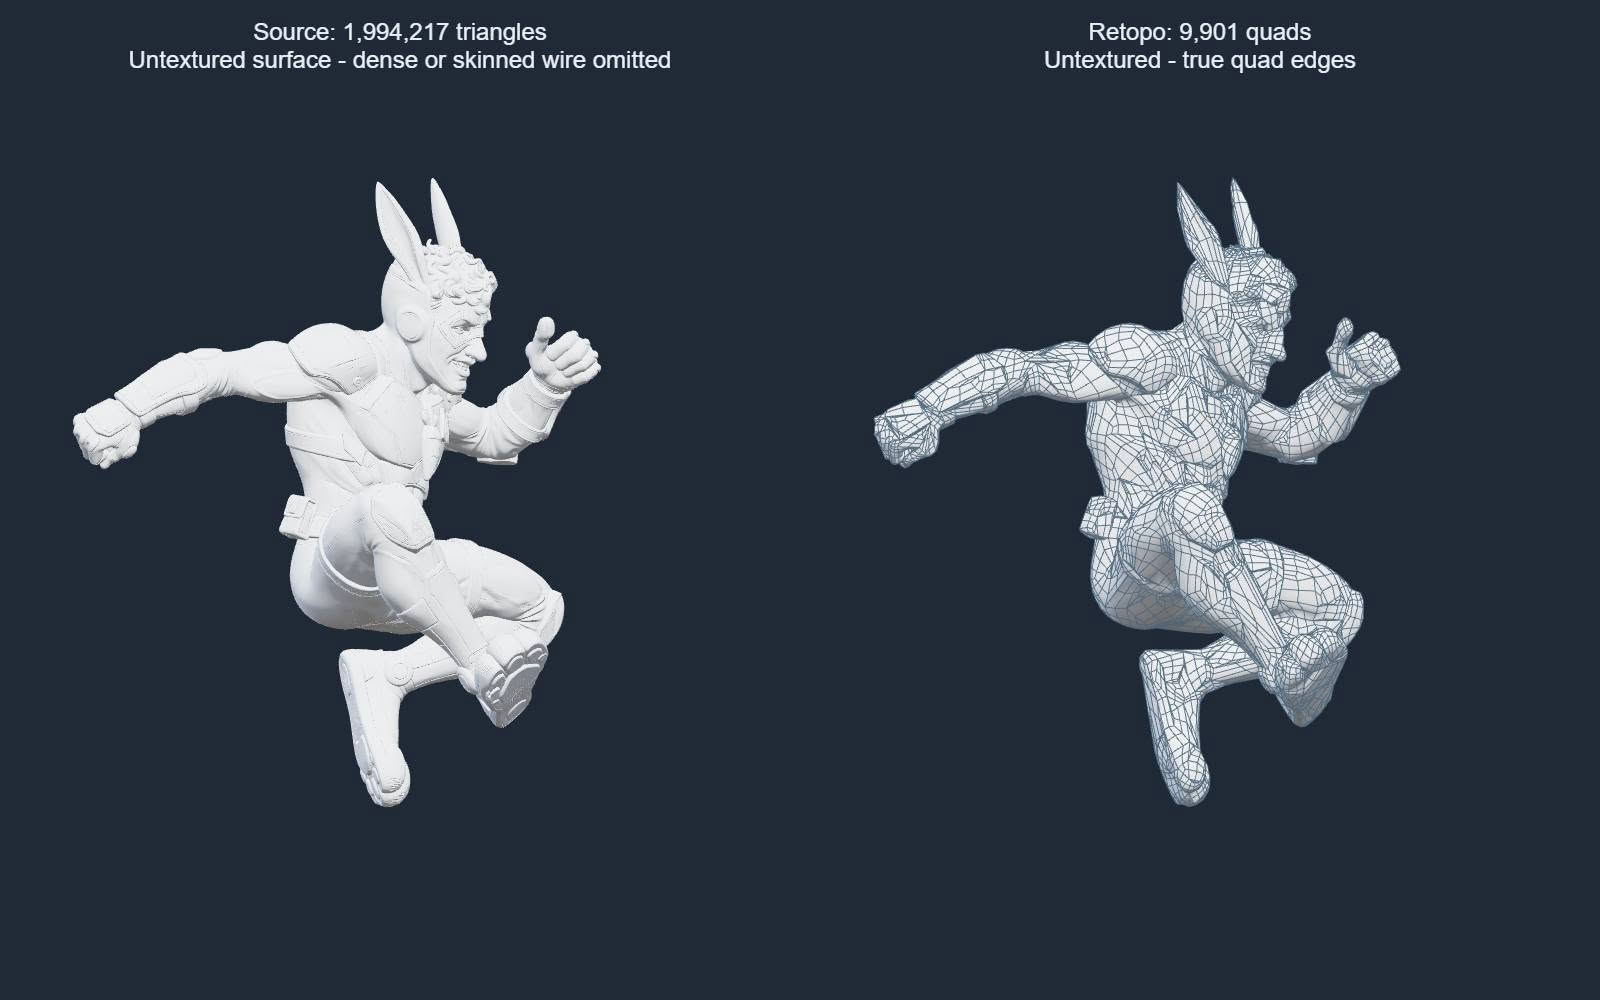 Source: 1,994,217 triangles
Untextured surface - dense or skinned wire omitted
Retopo: 9,901 quads
Untextured - true quad edges